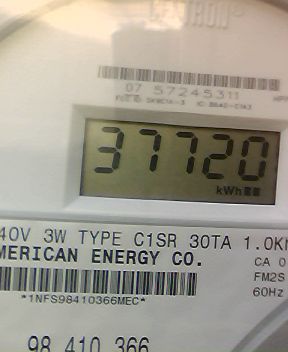 CENTRON®
07 57245311
37720
kWh
40V 3W TYPE C1SR 30TA 1.0K
MERICAN ENERGY CO.
CA 0
FM2S
60Hz
*1NFS98410366MEC*
98 410 366